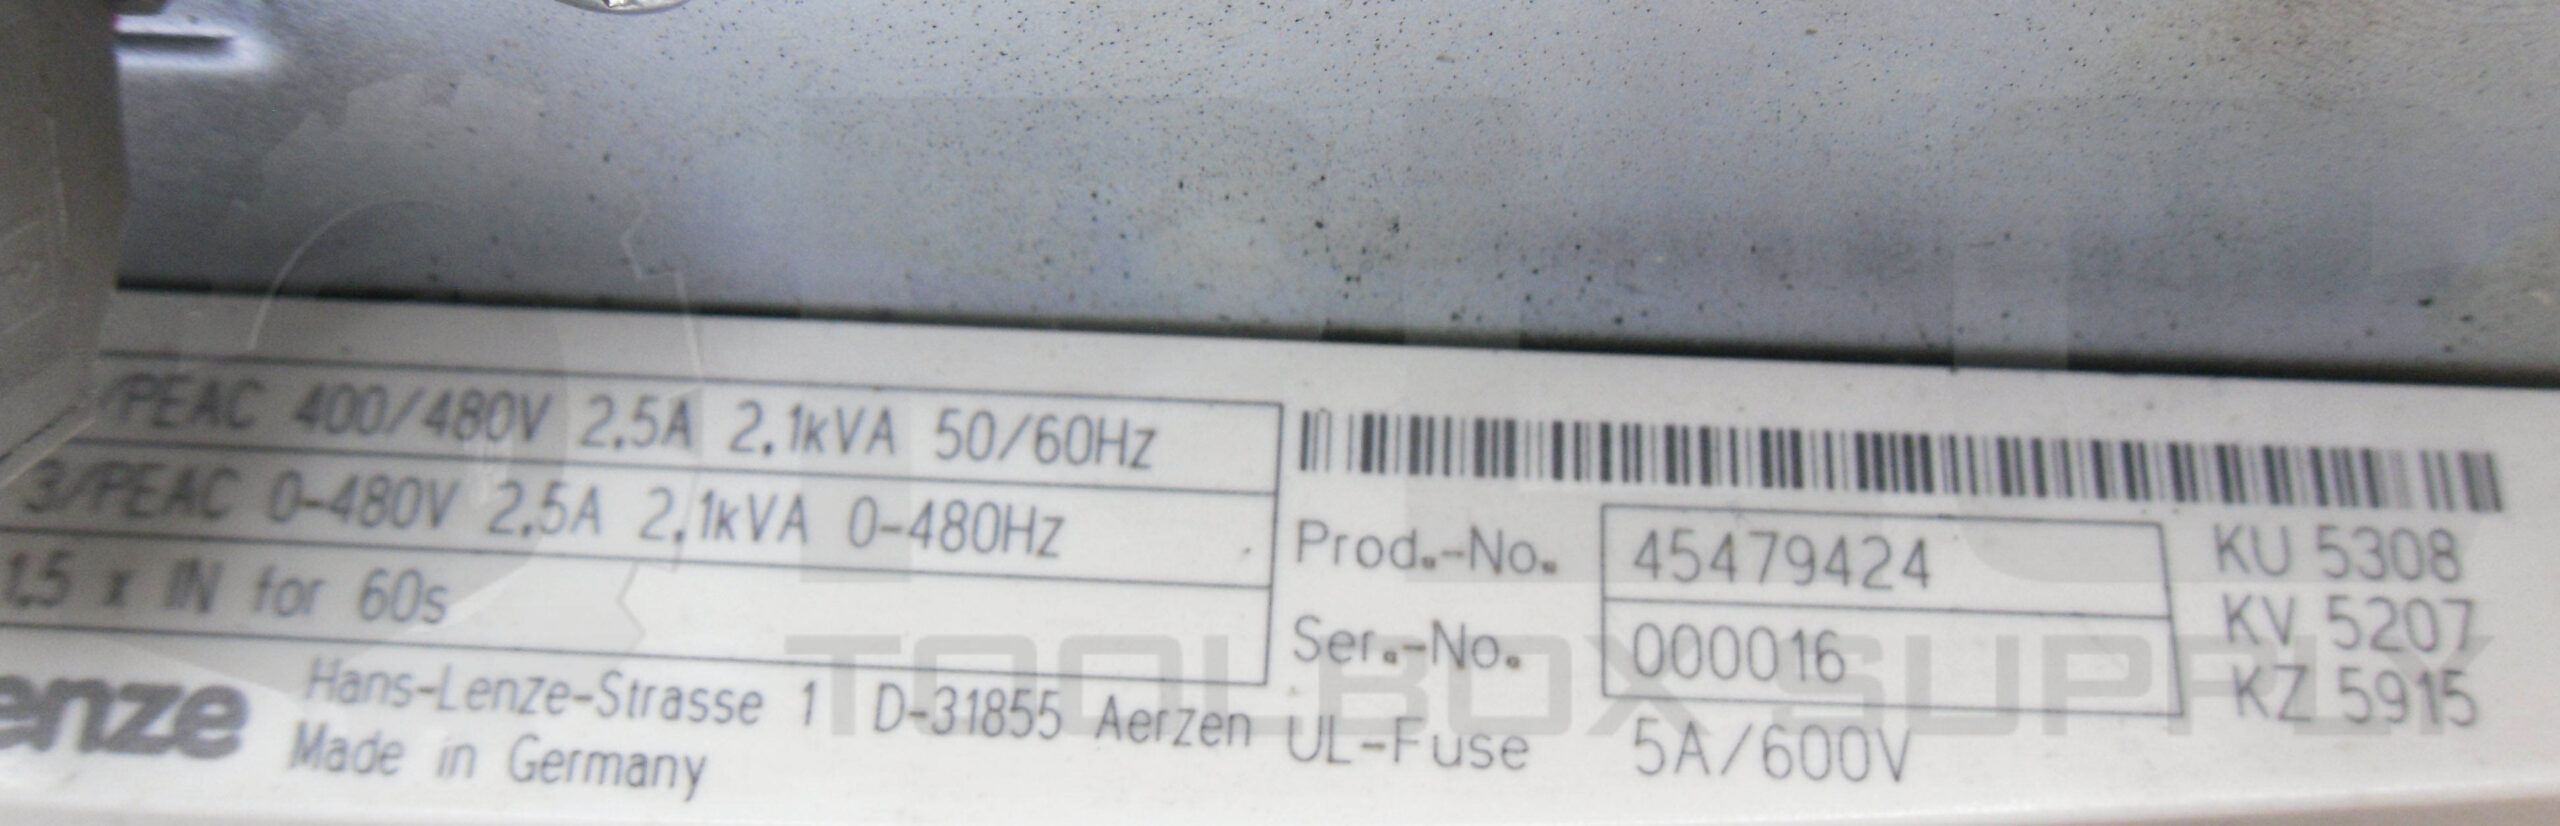 /PEAC 400/480V 2.5A 2.1kVA 50/60Hz
3/PEAC 0-480V 2.5A 2.1kVA 0-480Hz
1.5 x IN for 60s
enze Hans-Lenze-Strasse 1 D-31855 Aerzen
Made in Germany
Prod.-No. 45479424
Ser.-No. 000016
UL-Fuse 5A/600V
KU 5308
KV 5207
KZ 5915
TOOLBOX SUPPLY